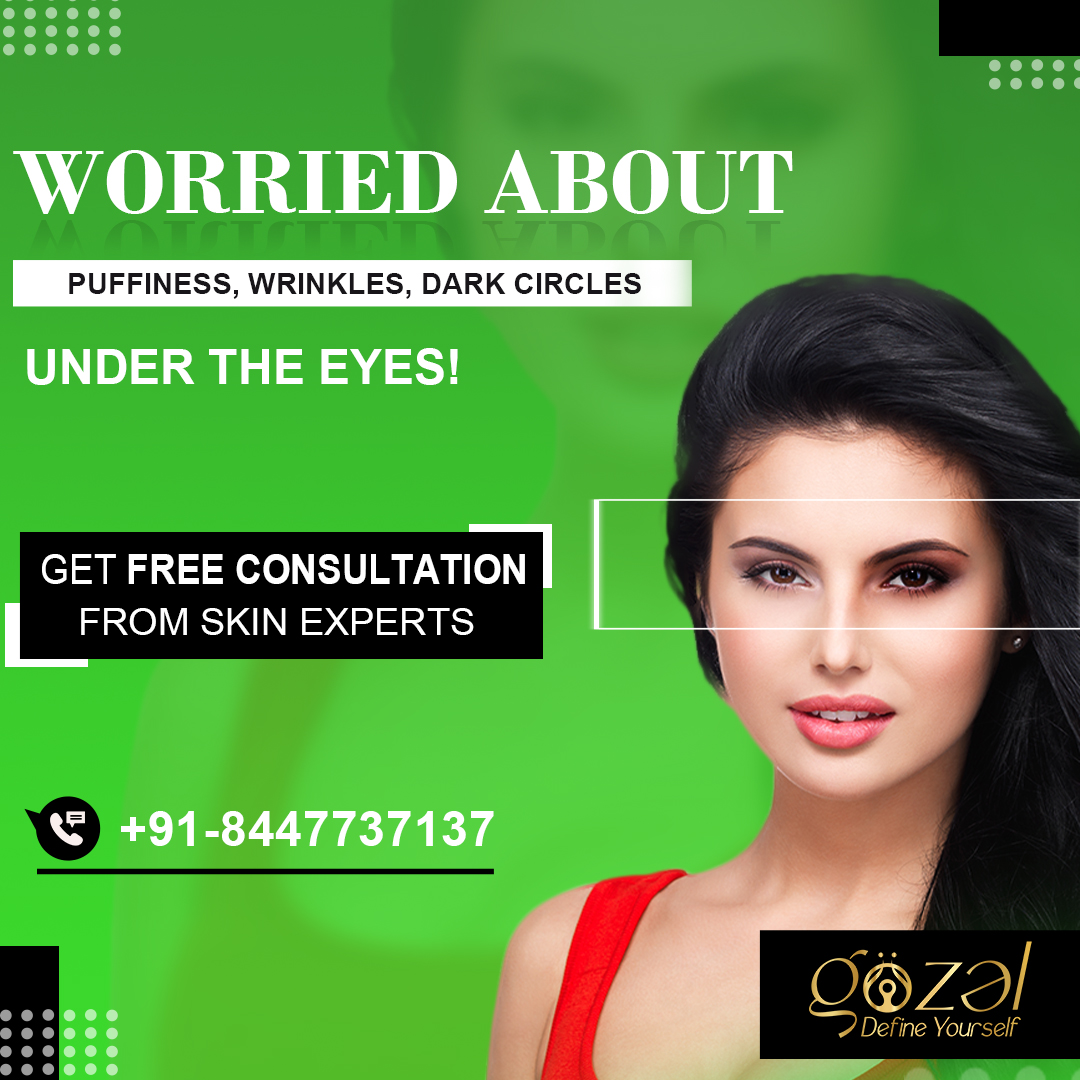 WORRIED ABOUT
PUFFINESS, WRINKLES, DARK CIRCLES
UNDER THE EYES!
GET FREE CONSULTATION
FROM SKIN EXPERTS
+91-8447737137
gözəl
Define Yourself